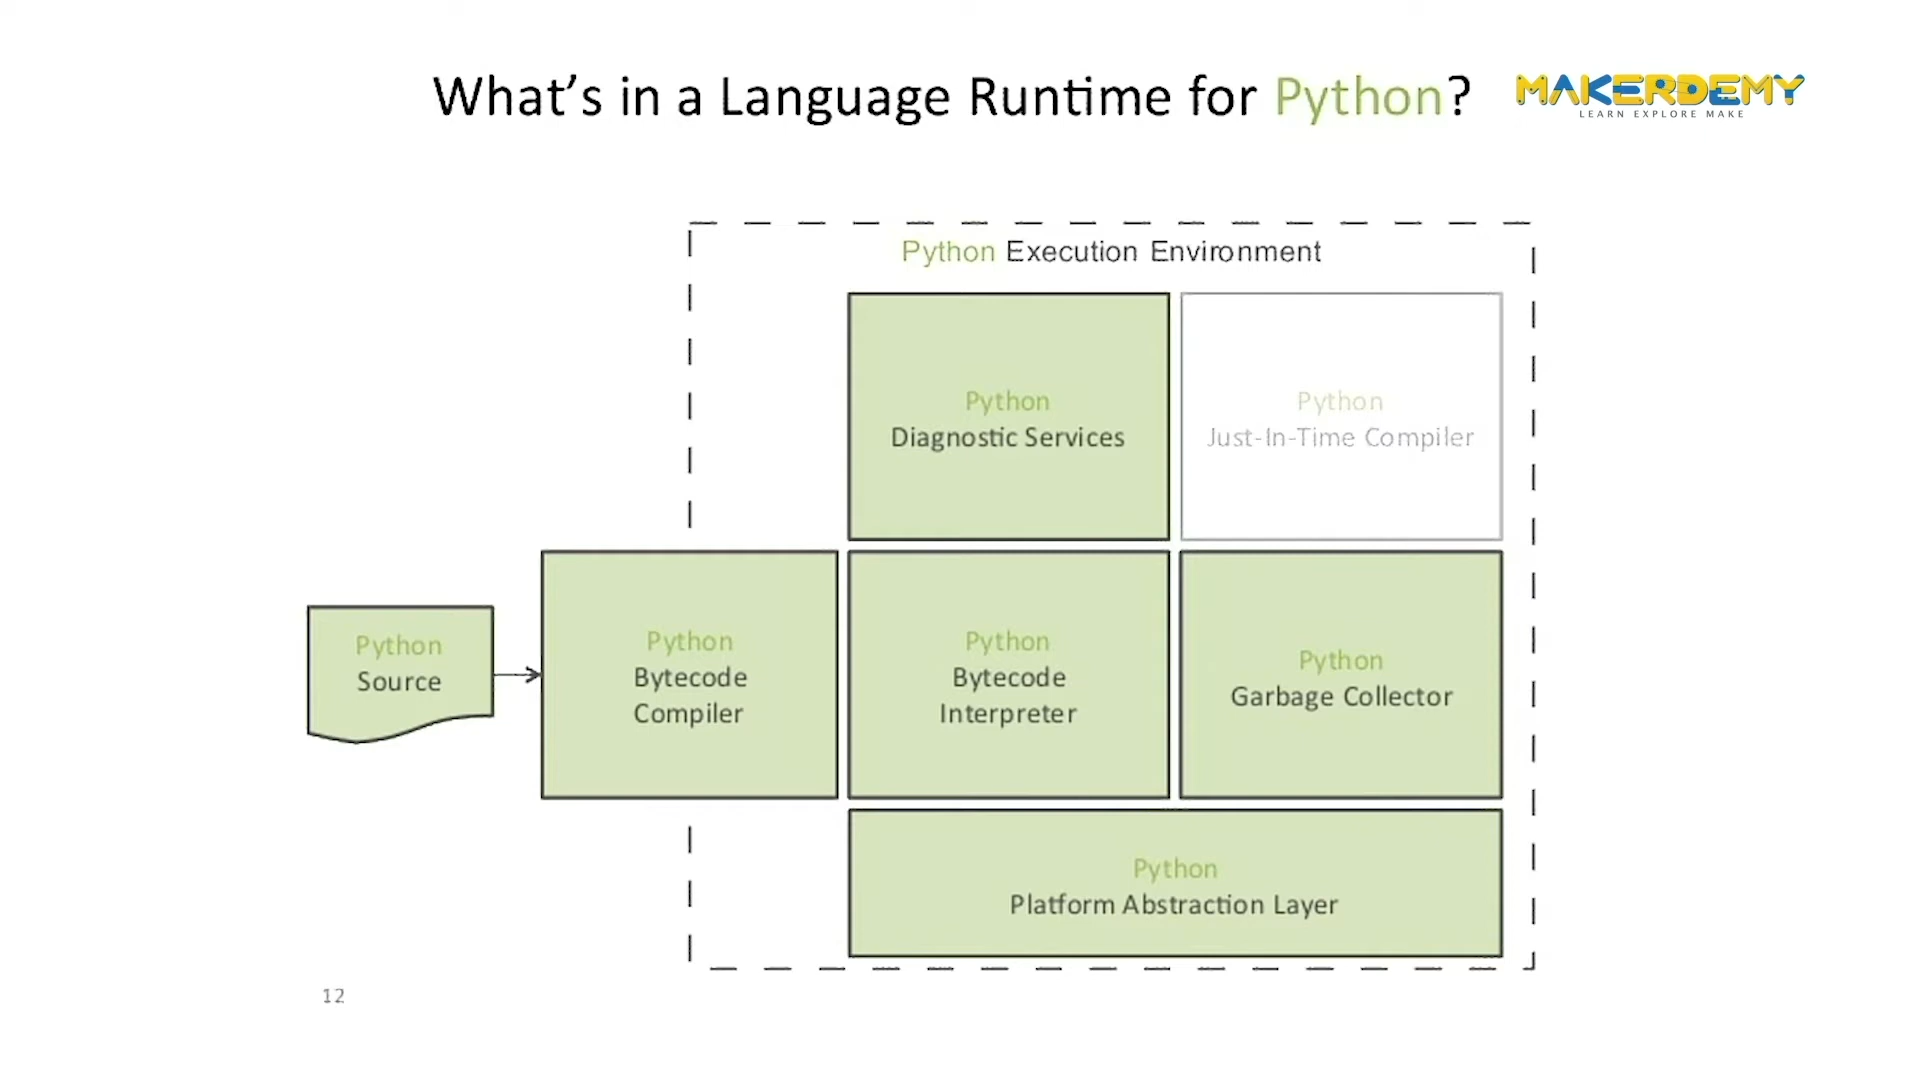 What's in a Language Runtime for Python?
MAKERDEMY
LEARN EXPLORE MAKE
Python Execution Environment
Python
Diagnostic Services
Python
Just-In-Time Compiler
Python
Source
Python
Bytecode
Compiler
Python
Bytecode
Interpreter
Python
Garbage Collector
Python
Platform Abstraction Layer
12